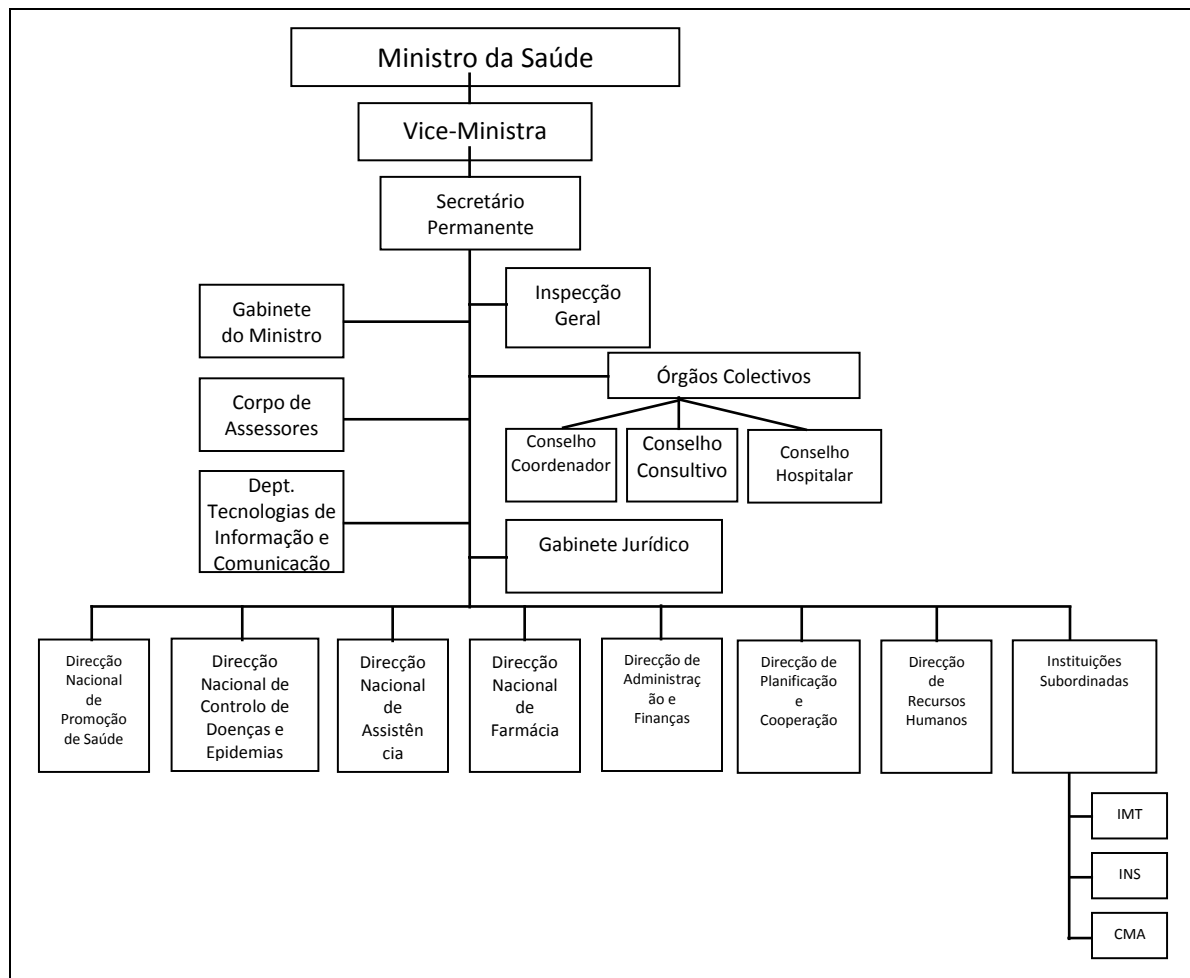 Ministro da Saúde
Vice-Ministra
Secretário
Permanente
Gabinete
do Ministro
Inspecção
Geral
Órgãos Colectivos
Corpo de
Assessores
Conselho
Coordenador
Conselho
Consultivo
Conselho
Hospitalar
Dept.
Tecnologias de
Informação e
Comunicação
Gabinete Jurídico
Direcção
Nacional
de
Promoção
de Saúde
Direcção
Nacional de
Controlo de
Doenças e
Epidemias
Direcção
Nacional
de
Assistên
cia
Direcção
Nacional
de
Farmácia
Direcção de
Administraç
ão e
Finanças
Direcção de
Planificação
e
Cooperação
Direcção
de
Recursos
Humanos
Instituições
Subordinadas
IMT
INS
CMA